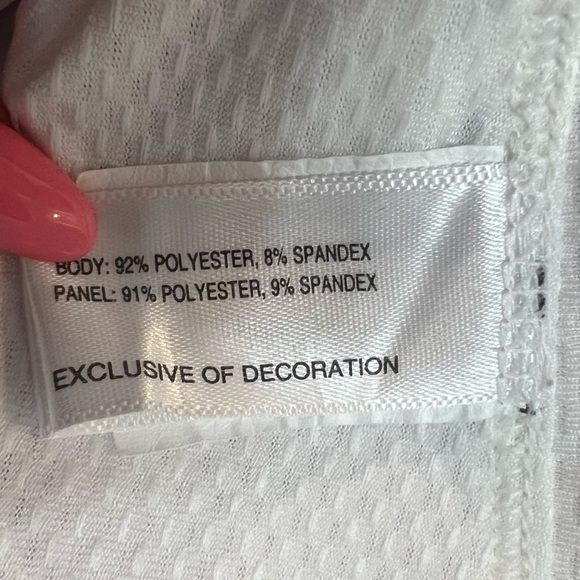 BODY: 92% POLYESTER, 8% SPANDEX
PANEL: 91% POLYESTER, 9% SPANDEX
EXCLUSIVE OF DECORATION